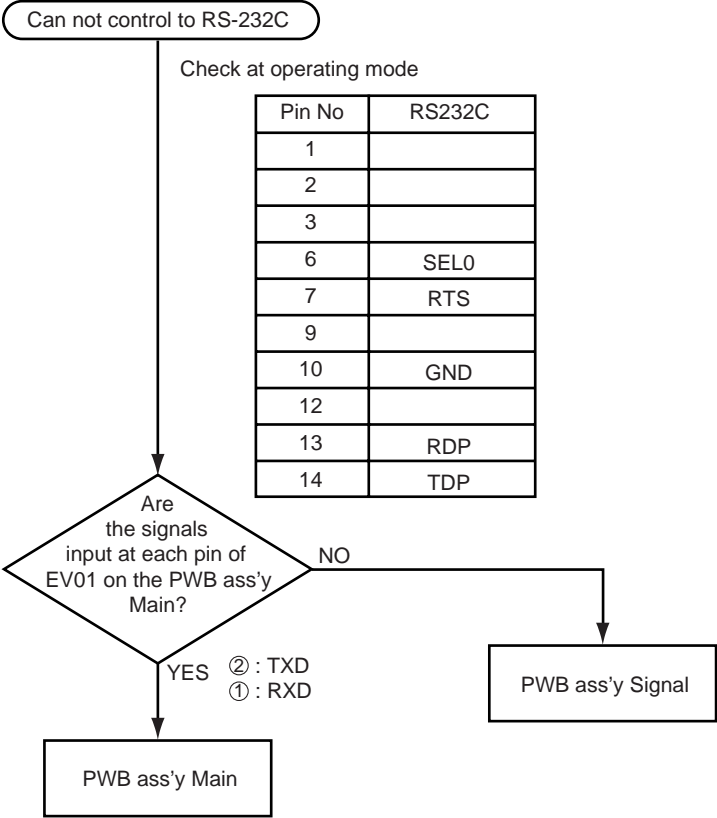 Can not control to RS-232C
Check at operating mode
Pin No RS232C
1
2
3
6 SEL0
7 RTS
9
10 GND
12
13 RDP
14 TDP
Are
the signals
input at each pin of
EV01 on the PWB ass'y
Main?
NO
YES ② : TXD
① : RXD
PWB ass'y Signal
PWB ass'y Main